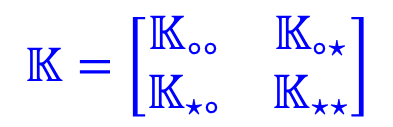 𝕂 = [𝕂∘∘ 𝕂∘⋆
𝕂⋆∘ 𝕂⋆⋆]